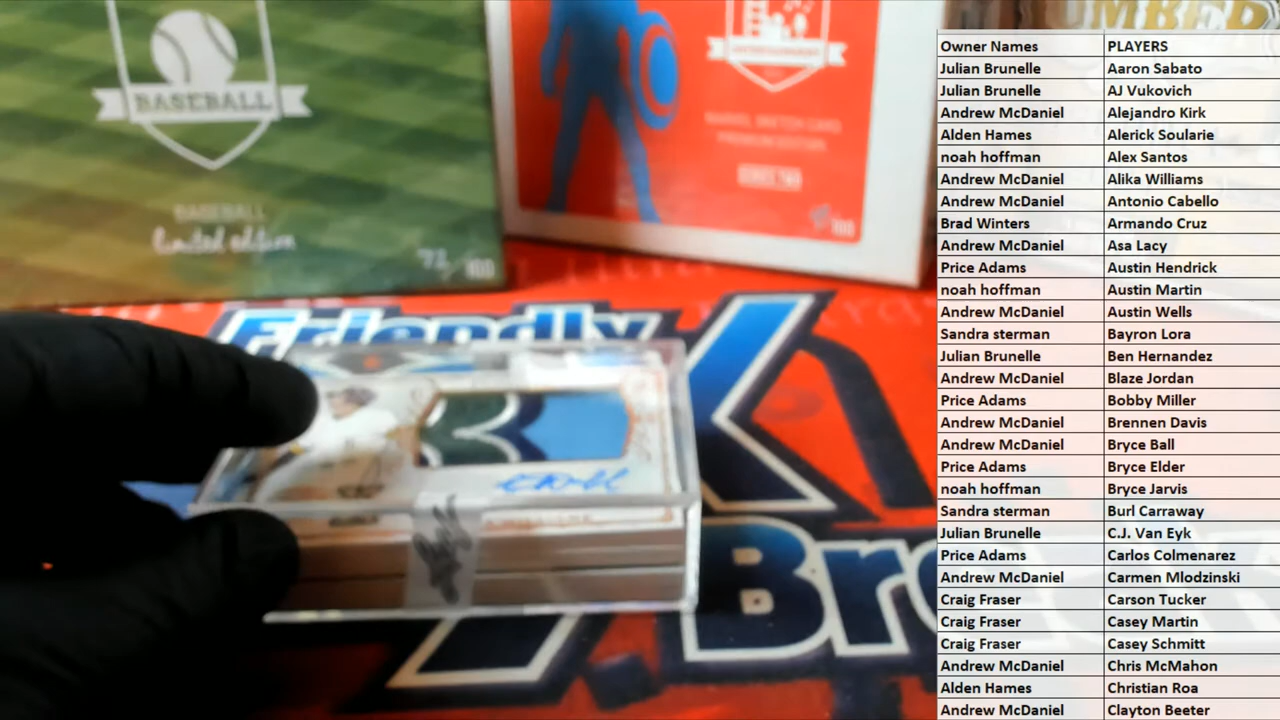 BASEBALL
BASEBALL
limited edition
ENTERTAINMENT
Friendly
Bre
NUMBERED
Owner Names PLAYERS
Julian Brunelle Aaron Sabato
Julian Brunelle AJ Vukovich
Andrew McDaniel Alejandro Kirk
Alden Hames Alerick Soularie
noah hoffman Alex Santos
Andrew McDaniel Alika Williams
Andrew McDaniel Antonio Cabello
Brad Winters Armando Cruz
Andrew McDaniel Asa Lacy
Price Adams Austin Hendrick
noah hoffman Austin Martin
Andrew McDaniel Austin Wells
Sandra sterman Bayron Lora
Julian Brunelle Ben Hernandez
Andrew McDaniel Blaze Jordan
Price Adams Bobby Miller
Andrew McDaniel Brennen Davis
Andrew McDaniel Bryce Ball
Price Adams Bryce Elder
noah hoffman Bryce Jarvis
Sandra sterman Burl Carraway
Julian Brunelle C.J. Van Eyk
Price Adams Carlos Colmenarez
Andrew McDaniel Carmen Mlodzinski
Craig Fraser Carson Tucker
Craig Fraser Casey Martin
Craig Fraser Casey Schmitt
Andrew McDaniel Chris McMahon
Alden Hames Christian Roa
Andrew McDaniel Clayton Beeter